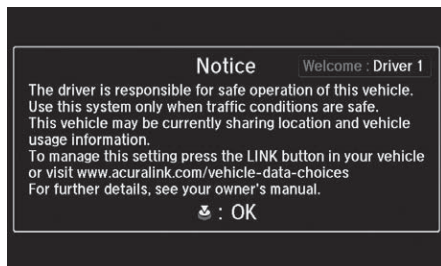 Notice
Welcome : Driver 1
The driver is responsible for safe operation of this vehicle.
Use this system only when traffic conditions are safe.
This vehicle may be currently sharing location and vehicle
usage information.
To manage this setting press the LINK button in your vehicle
or visit www.acuralink.com/vehicle-data-choices
For further details, see your owner's manual.
: OK